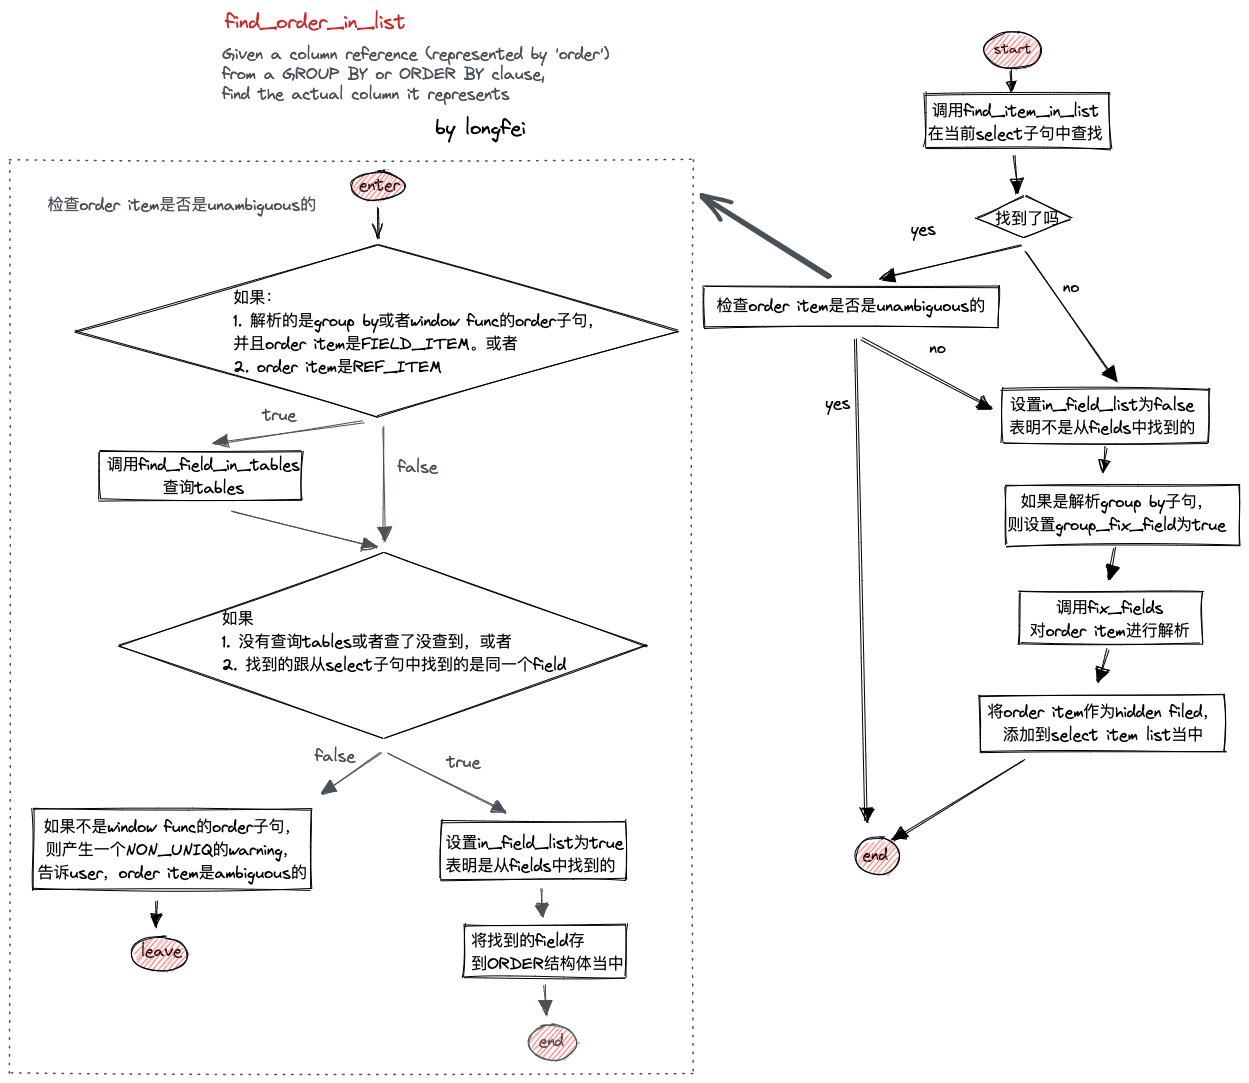 find_order_in_list
Given a column reference (represented by 'order')
from a GROUP BY or ORDER BY clause,
find the actual column it represents
by longfei
enter
检查order item是否是unambiguous的
如果：
1. 解析的是group by或者window func的order子句，
并且order item是FIELD_ITEM。或者
2. order item是REF_ITEM
true
false
调用find_field_in_tables
查询tables
如果
1. 没有查询tables或者查了没查到，或者
2. 找到的跟从select子句中找到的是同一个field
false
true
如果不是window func的order子句，
则产生一个NON_UNIQ的warning，
告诉user，order item是ambiguous的
leave
设置in_field_list为true
表明是从fields中找到的
将找到的field存
到ORDER结构体当中
end
start
调用find_item_in_list
在当前select子句中查找
找到了吗
yes
no
检查order item是否是unambiguous的
no
yes
设置in_field_list为false
表明不是从fields中找到的
如果是解析group by子句，
则设置group_fix_field为true
调用fix_fields
对order item进行解析
将order item作为hidden filed，
添加到select item list当中
end